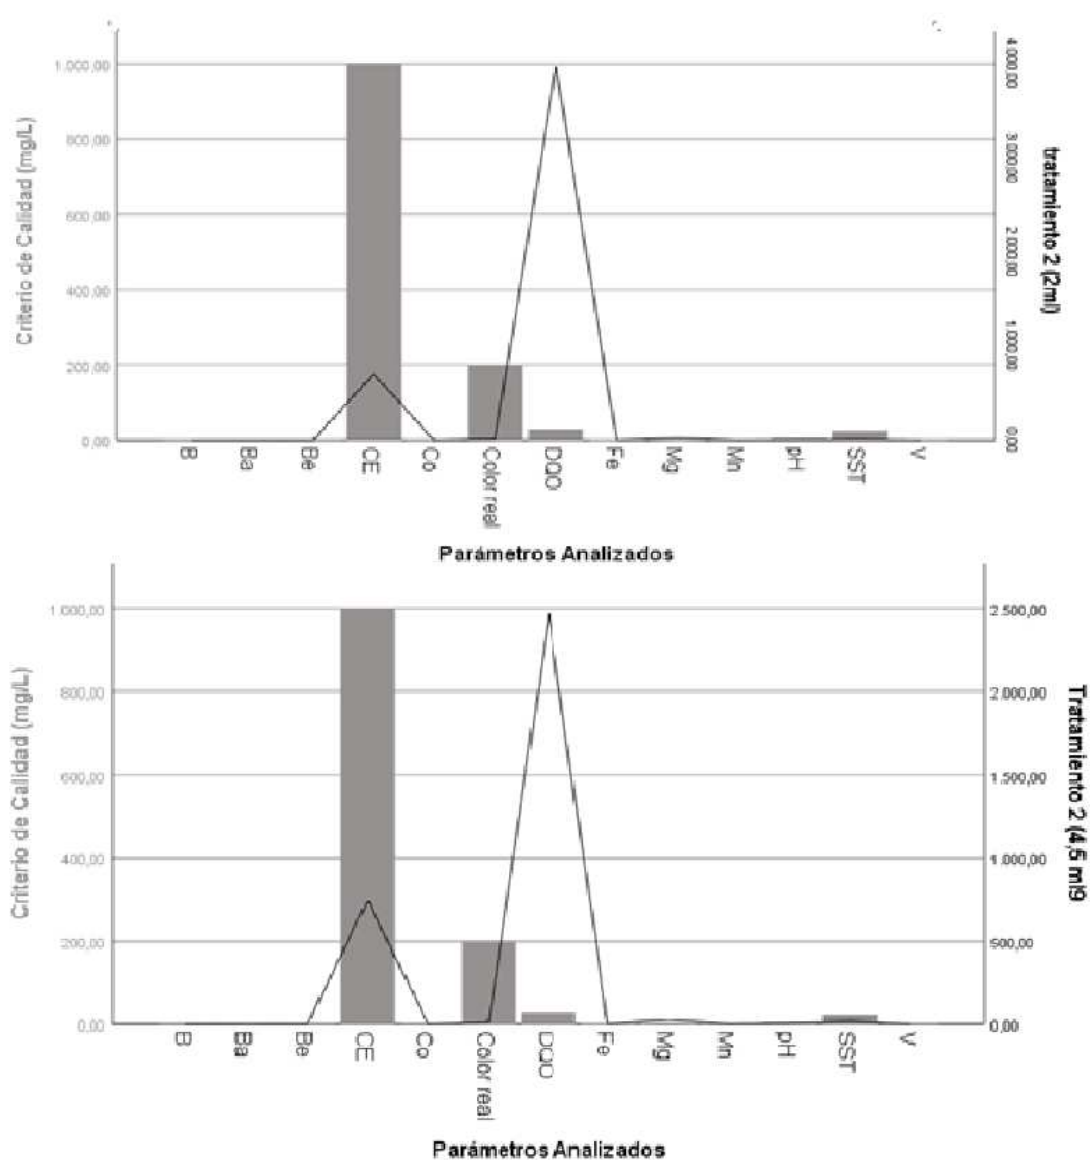 Criterio de Calidad (mg/L)
1.000,00
800,00
600,00
400,00
200,00
0,00
4.000,00
3.000,00
2.000,00
1.000,00
0,00
tratamiento 2 (2ml)
B
Ba
Be
CE
Co
Color real
DQO
Fe
Mg
Mn
pH
SST
V
Parámetros Analizados
Criterio de Calidad (mg/L)
1 000,00
800,00
600,00
400,00
200,00
0,00
2.500,00
2.000,00
1.500,00
1.000,00
500,00
0,00
Tratamiento 2 (4,5 ml9
B
Ba
Be
CE
Co
Color real
DQO
Fe
Mg
Mn
pH
SST
V
Parámetros Analizados